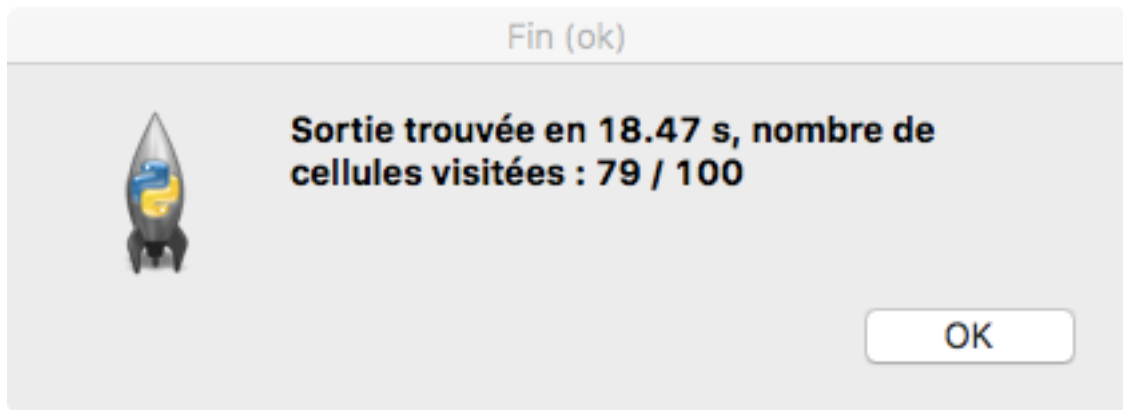 Fin (ok)
Sortie trouvée en 18.47 s, nombre de
cellules visitées : 79 / 100
OK